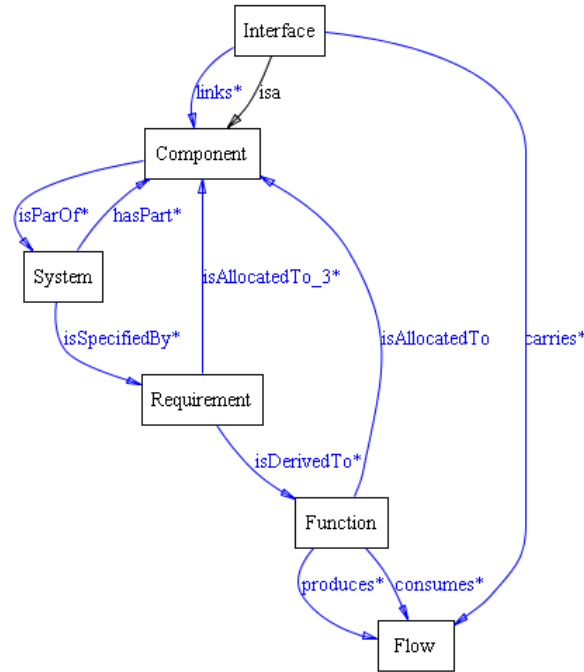 Interface
links*
isa
Component
isParOf*
hasPart*
System
isAllocatedTo_3*
isSpecifiedBy*
isAllocatedTo
carries*
Requirement
isDerivedTo*
Function
produces*
consumes*
Flow